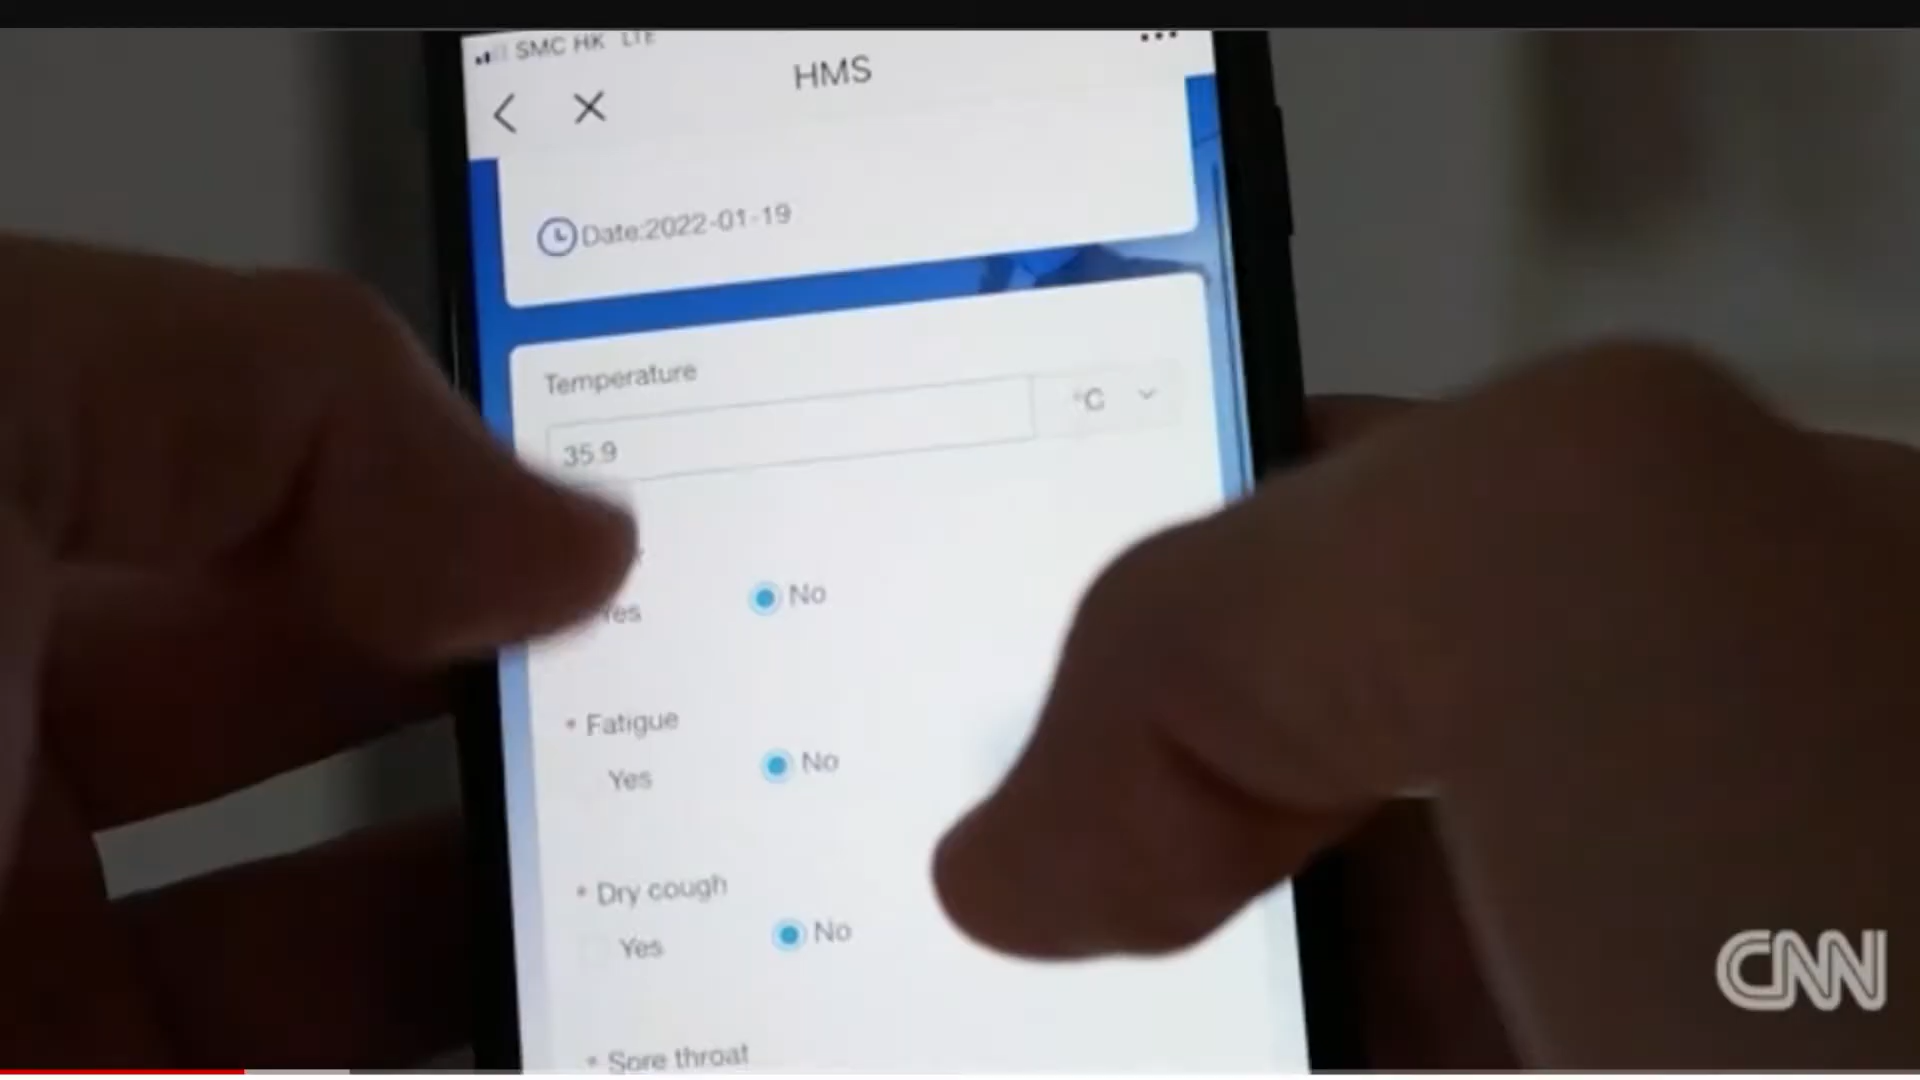 SMC HK LTE
HMS
Date:2022-01-19
Temperature
35.9
°C
Yes
No
* Fatigue
Yes
No
* Dry cough
Yes
No
* Sore throat
CNN